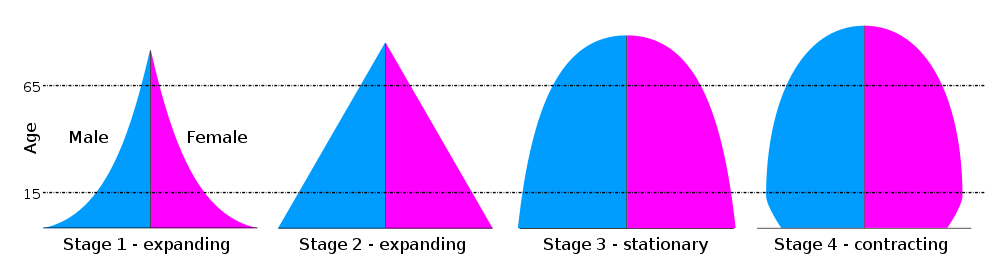 65
Age
Male
Female
15
Stage 1 - expanding
Stage 2 - expanding
Stage 3 - stationary
Stage 4 - contracting